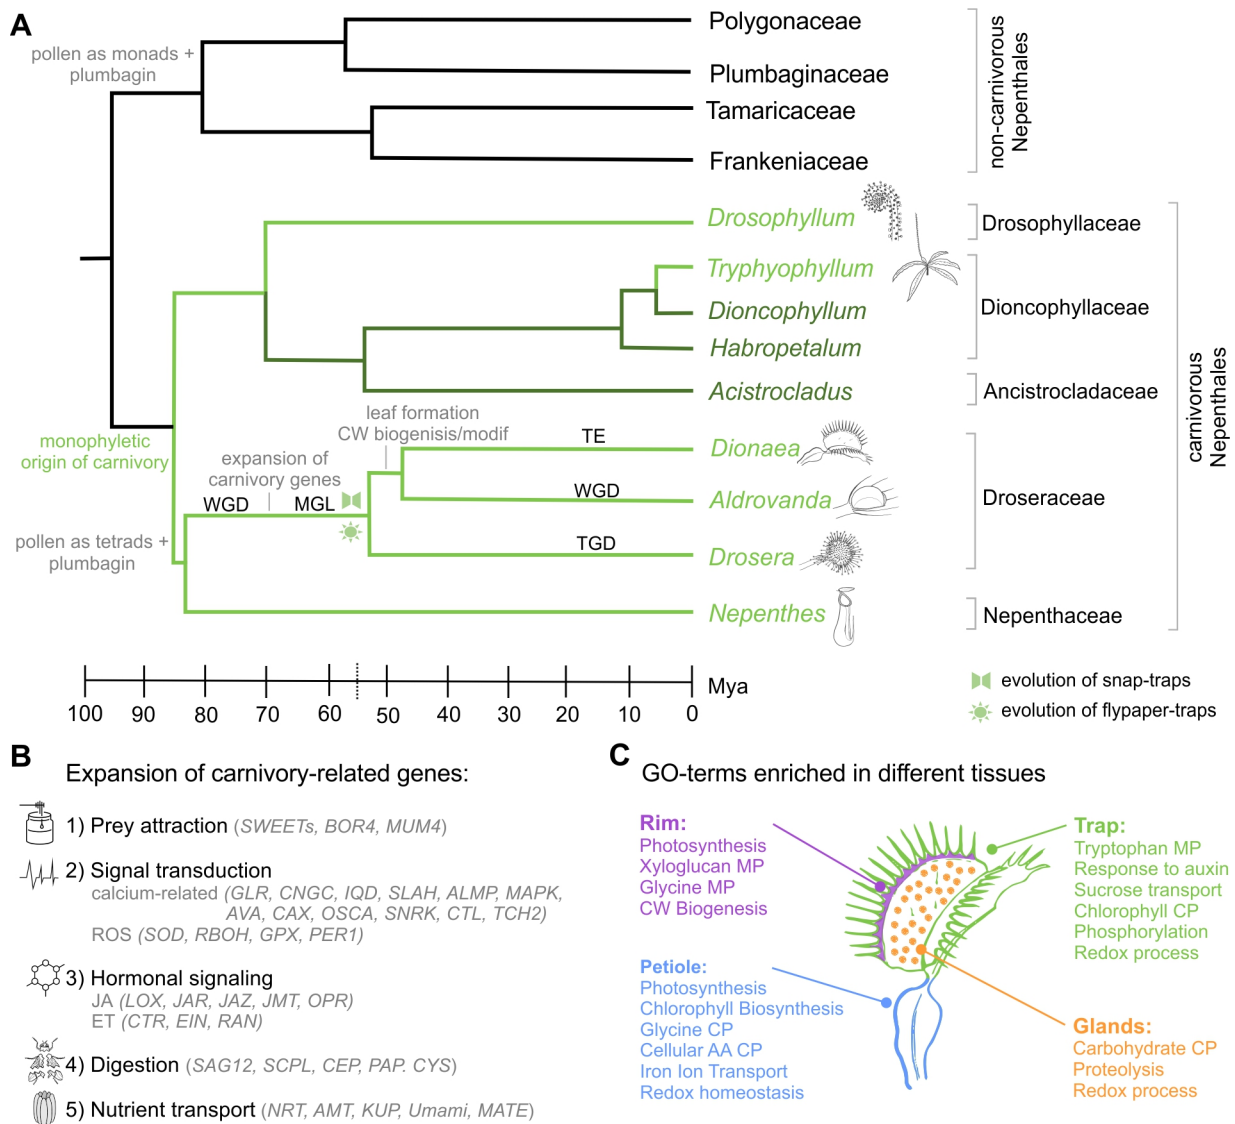 A
Polygonaceae
pollen as monads +
plumbagin
Plumbaginaceae
Tamaricaceae
Frankeniaceae
non-carnivorous
Nepenthales
Drosophyllum
Drosophyllaceae
Tryphyophyllum
Dioncophyllum
Dioncophyllaceae
Habropetalum
Acistrocladus
Ancistrocladaceae
carnivorous
Nepenthales
leaf formation
CW biogenisis/modif
monophyletic
origin of carnivory
TE
Dionaea
expansion of
carnivory genes
WGD
MGL
WGD
Aldrovanda
Droseraceae
pollen as tetrads +
plumbagin
TGD
Drosera
Nepenthes
Nepenthaceae
100 90 80 70 60 50 40 30 20 10 0
Mya
evolution of snap-traps
evolution of flypaper-traps
B
Expansion of carnivory-related genes:
1) Prey attraction (SWEETs, BOR4, MUM4)
2) Signal transduction
calcium-related (GLR, CNGC, IQD, SLAH, ALMP, MAPK,
AVA, CAX, OSCA, SNRK, CTL, TCH2)
ROS (SOD, RBOH, GPX, PER1)
3) Hormonal signaling
JA (LOX, JAR, JAZ, JMT, OPR)
ET (CTR, EIN, RAN)
4) Digestion (SAG12, SCPL, CEP, PAP. CYS)
5) Nutrient transport (NRT, AMT, KUP, Umami, MATE)
C
GO-terms enriched in different tissues
Rim:
Photosynthesis
Xyloglucan MP
Glycine MP
CW Biogenesis
Trap:
Tryptophan MP
Response to auxin
Sucrose transport
Chlorophyll CP
Phosphorylation
Redox process
Petiole:
Photosynthesis
Chlorophyll Biosynthesis
Glycine CP
Cellular AA CP
Iron Ion Transport
Redox homeostasis
Glands:
Carbohydrate CP
Proteolysis
Redox process